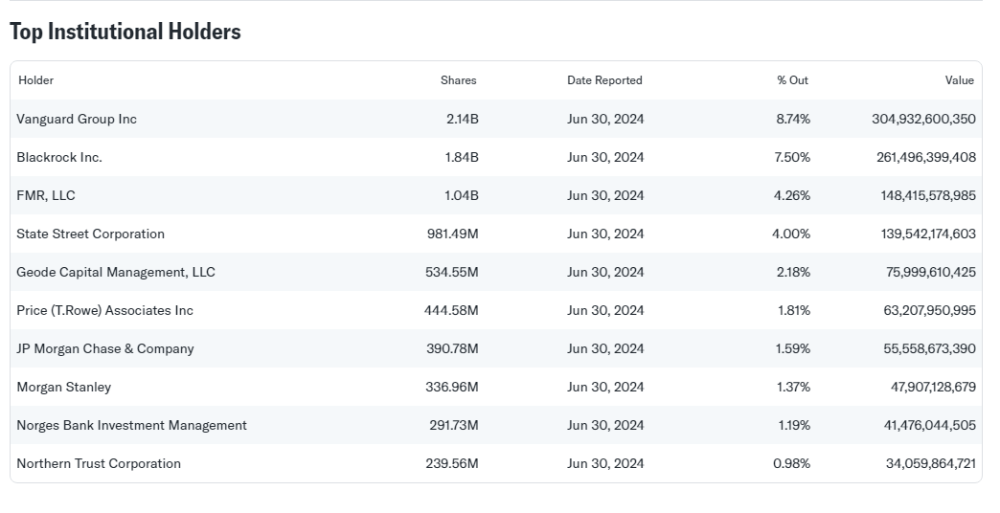 Top Institutional Holders
Holder Shares Date Reported % Out Value
Vanguard Group Inc 2.14B Jun 30, 2024 8.74% 304,932,600,350
Blackrock Inc. 1.84B Jun 30, 2024 7.50% 261,496,399,408
FMR, LLC 1.04B Jun 30, 2024 4.26% 148,415,578,985
State Street Corporation 981.49M Jun 30, 2024 4.00% 139,542,174,603
Geode Capital Management, LLC 534.55M Jun 30, 2024 2.18% 75,999,610,425
Price (T.Rowe) Associates Inc 444.58M Jun 30, 2024 1.81% 63,207,950,995
JP Morgan Chase & Company 390.78M Jun 30, 2024 1.59% 55,558,673,390
Morgan Stanley 336.96M Jun 30, 2024 1.37% 47,907,128,679
Norges Bank Investment Management 291.73M Jun 30, 2024 1.19% 41,476,044,505
Northern Trust Corporation 239.56M Jun 30, 2024 0.98% 34,059,864,721